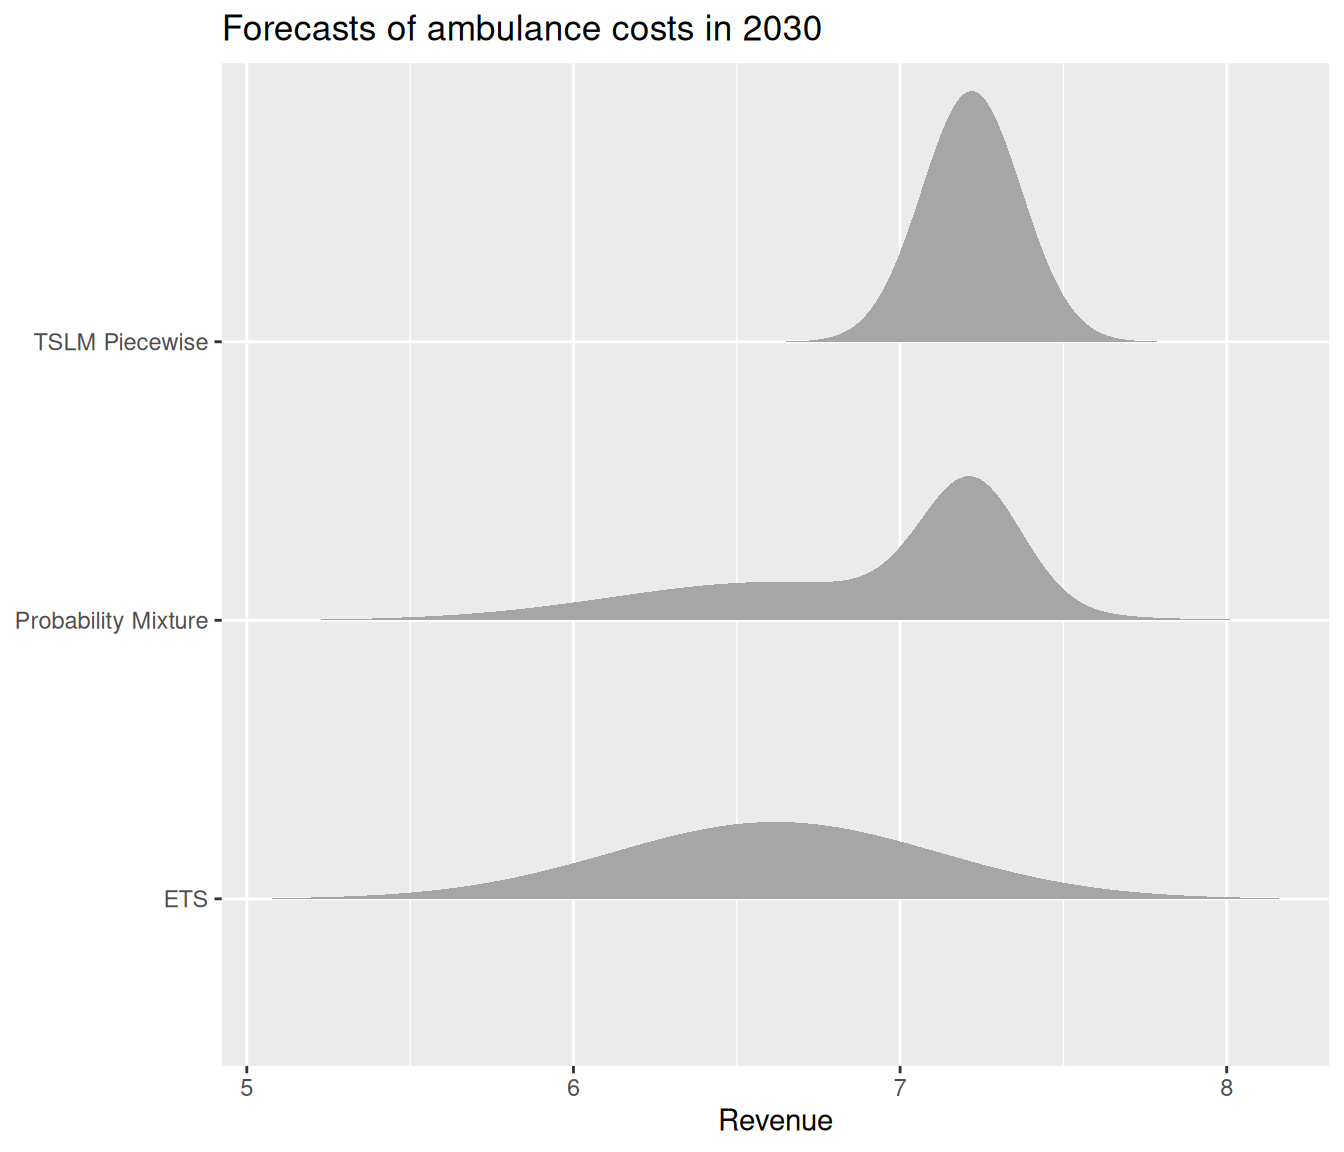 Forecasts of ambulance costs in 2030
TSLM Piecewise
Probability Mixture
ETS
5 6 7 8
Revenue